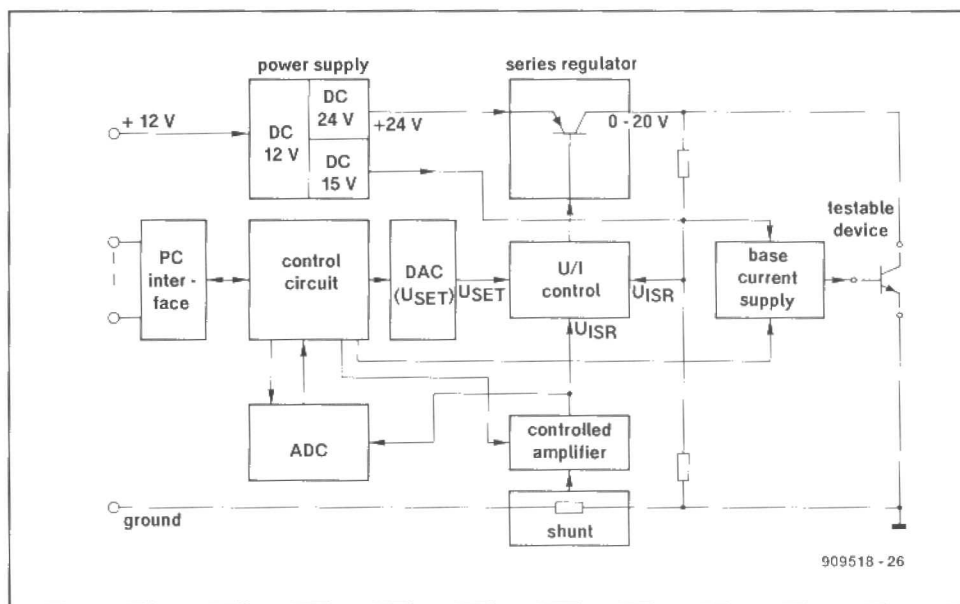 power supply
series regulator
+ 12 V
DC
12 V
DC
24 V
DC
15 V
+24 V
0 - 20 V
testable
device
PC
inter -
face
control
circuit
DAC
(USET)
USET
U/I
control
UISR
UISR
base
current
supply
ADC
controlled
amplifier
shunt
ground
909518 - 26